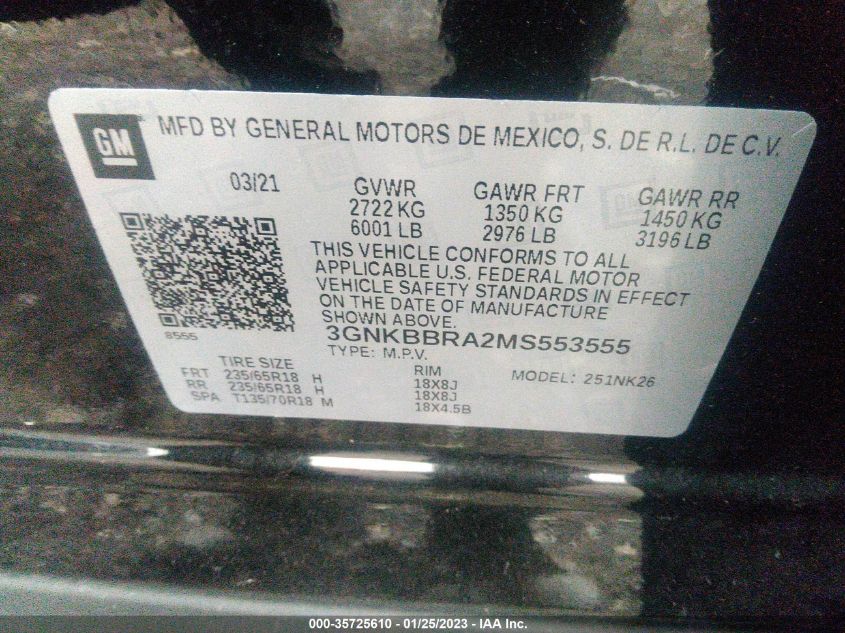 GM
MFD BY GENERAL MOTORS DE MEXICO, S. DE R.L. DE C.V.
03/21 GVWR GAWR FRT GAWR RR
2722 KG 1350 KG 1450 KG
6001 LB 2976 LB 3196 LB
THIS VEHICLE CONFORMS TO ALL
APPLICABLE U.S. FEDERAL MOTOR
VEHICLE SAFETY STANDARDS IN EFFECT
ON THE DATE OF MANUFACTURE
SHOWN ABOVE.
8555
3GNKBBRA2MS553555
TYPE: M.P.V.
TIRE SIZE RIM MODEL: 251NK26
FRT 235/65R18 H 18X8J
RR 235/65R18 H 18X8J
SPA T135/70R18 M 18X4.5B
000-35725610 - 01/25/2023 - IAA Inc.